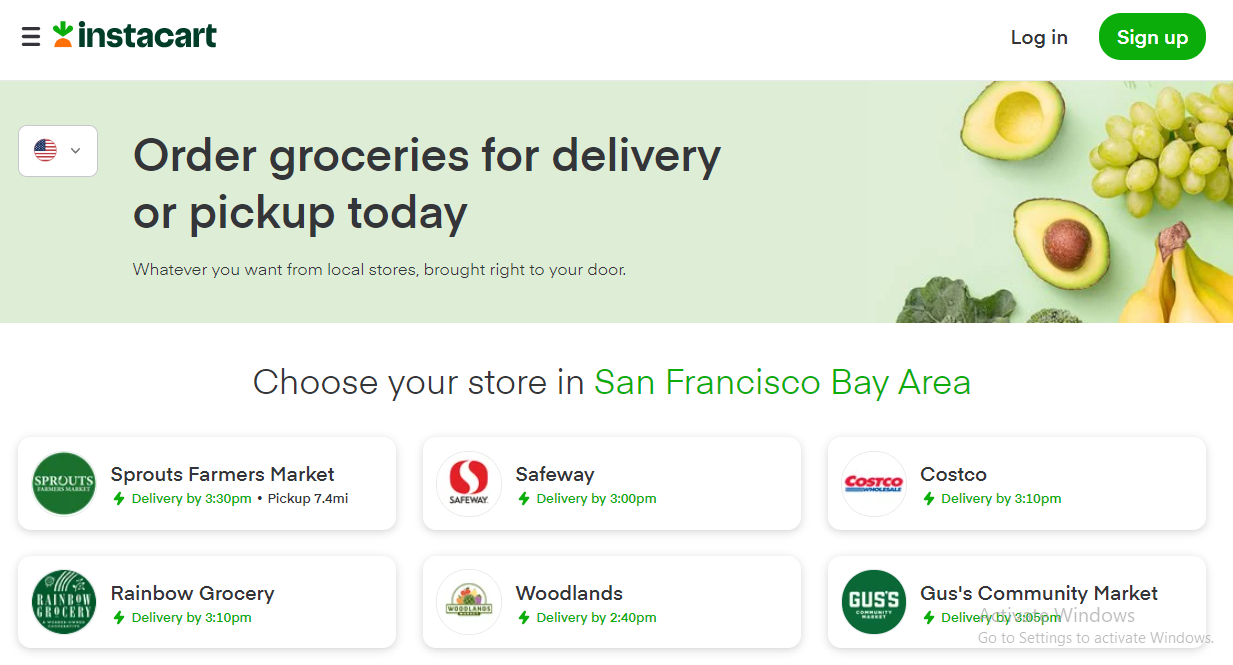 instacart
Log in
Sign up
Order groceries for delivery
or pickup today
Whatever you want from local stores, brought right to your door.
Choose your store in San Francisco Bay Area
SPROUTS
FARMERS MARKET
Sprouts Farmers Market
Delivery by 3:30pm • Pickup 7.4mi
SAFEWAY
Safeway
Delivery by 3:00pm
COSTCO
WHOLESALE
Costco
Delivery by 3:10pm
RAINBOW
GROCERY
A WORKER-OWNED
COOPERATIVE
Rainbow Grocery
Delivery by 3:10pm
WOODLANDS
MARKET
Woodlands
Delivery by 2:40pm
GUS'S
COMMUNITY
MARKET
Gus's Community Market
Delivery by 3:05pm
Activate Windows
Go to Settings to activate Windows.